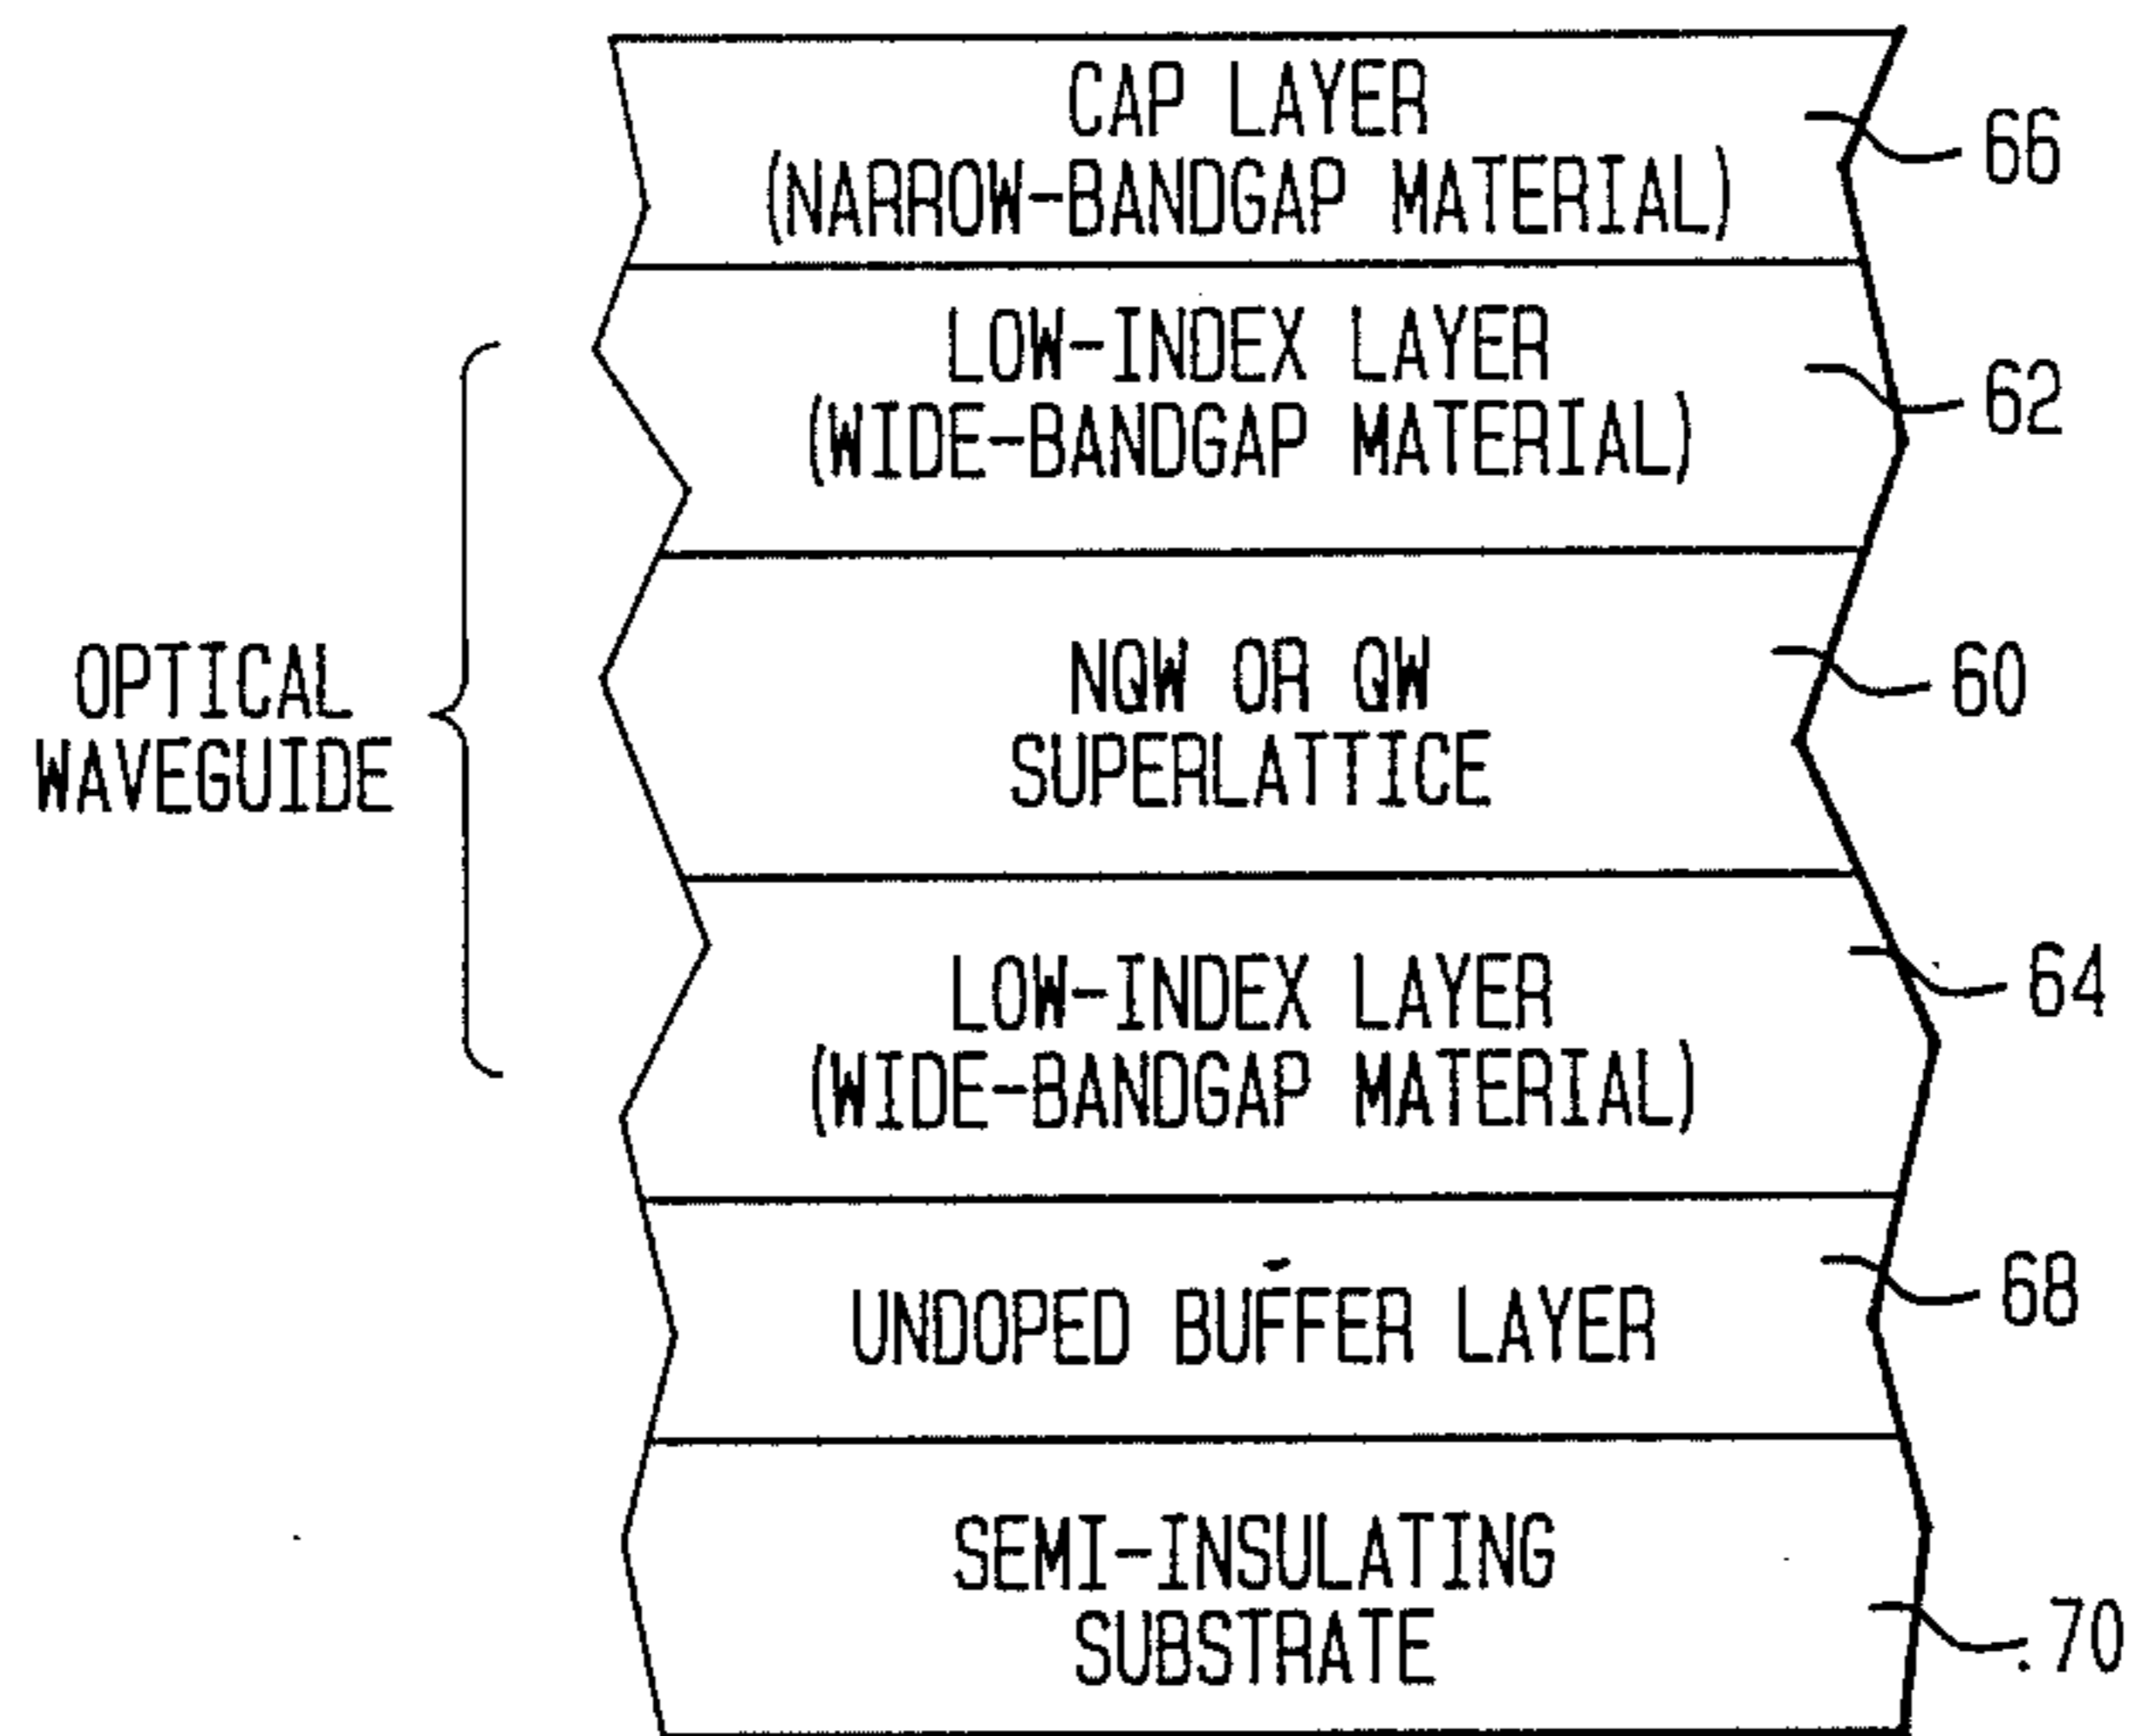 CAP LAYER
(NARROW-BANDGAP MATERIAL)
66
LOW-INDEX LAYER
(WIDE-BANDGAP MATERIAL)
62
OPTICAL
WAVEGUIDE
NQW OR QW
SUPERLATTICE
60
LOW-INDEX LAYER
(WIDE-BANDGAP MATERIAL)
64
UNDOPED BUFFER LAYER
68
SEMI-INSULATING
SUBSTRATE
70